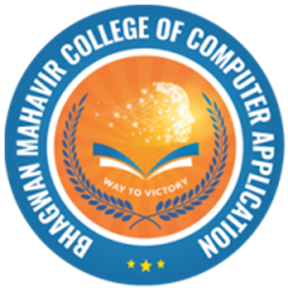 BHAGWAN MAHAVIR COLLEGE OF COMPUTER APPLICATION
WAY TO VICTORY